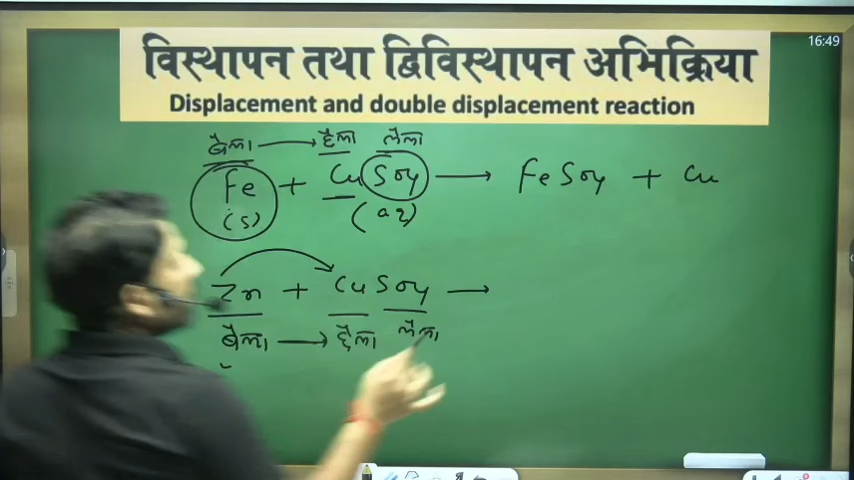 16:49
विस्थापन तथा द्विविस्थापन अभिक्रिया
Displacement and double displacement reaction
बैला → छैला लैला
Fe + CuSO4 → FeSO4 + Cu
(s) (aq)
Zn + CuSO4 →
बैला → छैला लैला